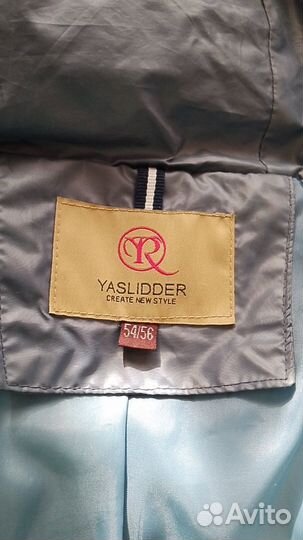 YR
YASLIDDER
CREATE NEW STYLE
54/56
Avito